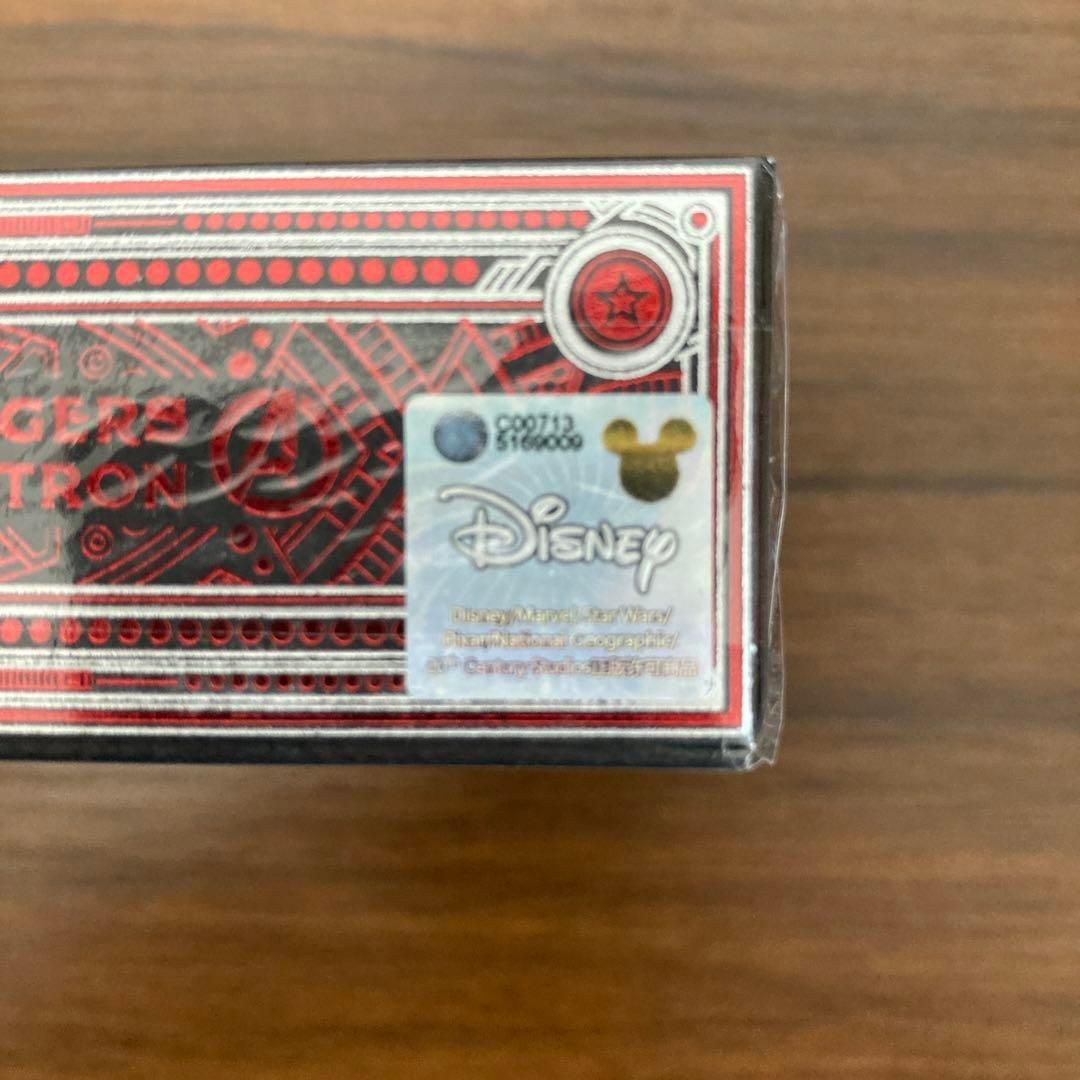 GERS
TRON
C00713
5169009
Disney
Disney/Marvel/Star Wars/
Pixar/National Geographic/
20th Century Studios正版许可商品